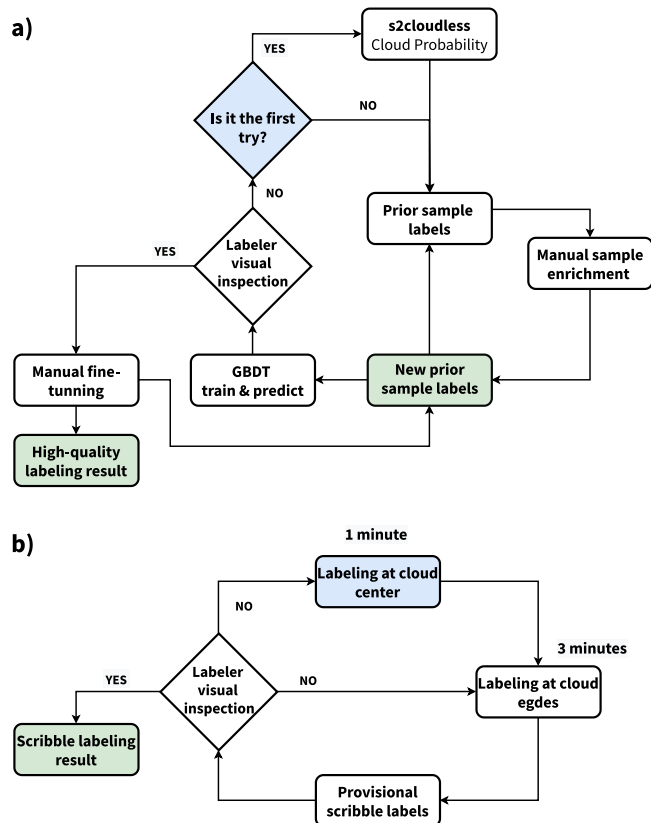 a)
s2cloudless
Cloud Probability
YES
Is it the first
try?
NO
NO
Prior sample
labels
Manual sample
enrichment
Labeler
visual
inspection
YES
Manual fine-
tunning
GBDT
train & predict
New prior
sample labels
High-quality
labeling result
b)
1 minute
Labeling at cloud
center
NO
3 minutes
Labeler
visual
inspection
YES
NO
Labeling at cloud
egdes
Scribble labeling
result
Provisional
scribble labels